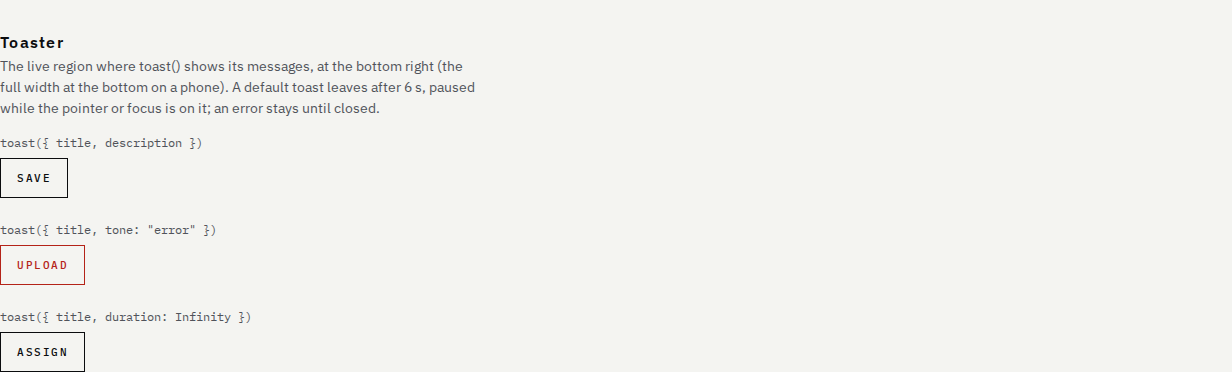 Toaster
The live region where toast() shows its messages, at the bottom right (the
full width at the bottom on a phone). A default toast leaves after 6 s, paused
while the pointer or focus is on it; an error stays until closed.
toast({ title, description })
SAVE
toast({ title, tone: "error" })
UPLOAD
toast({ title, duration: Infinity })
ASSIGN